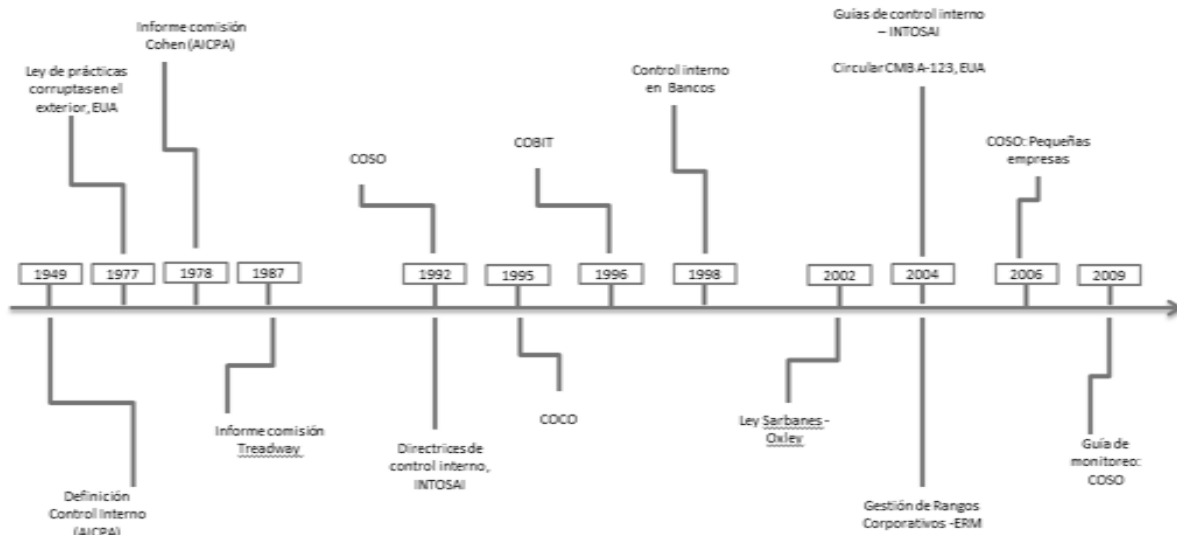 Informe comisión
Cohen (AICPA)
Ley de prácticas
corruptas en el
exterior, EUA
COSO
COBIT
Control interno
en Bancos
Guías de control interno
– INTOSAI
Circular CMB A-123, EUA
COSO: Pequeñas
empresas
1949
1977
1978
1987
1992
1995
1996
1998
2002
2004
2006
2009
Definición
Control Interno
(AICPA)
Informe comisión
Treadway
Directrices de
control interno,
INTOSAI
COCO
Ley Sarbanes -
Oxley
Gestión de Rangos
Corporativos -ERM
Guía de
monitoreo:
COSO